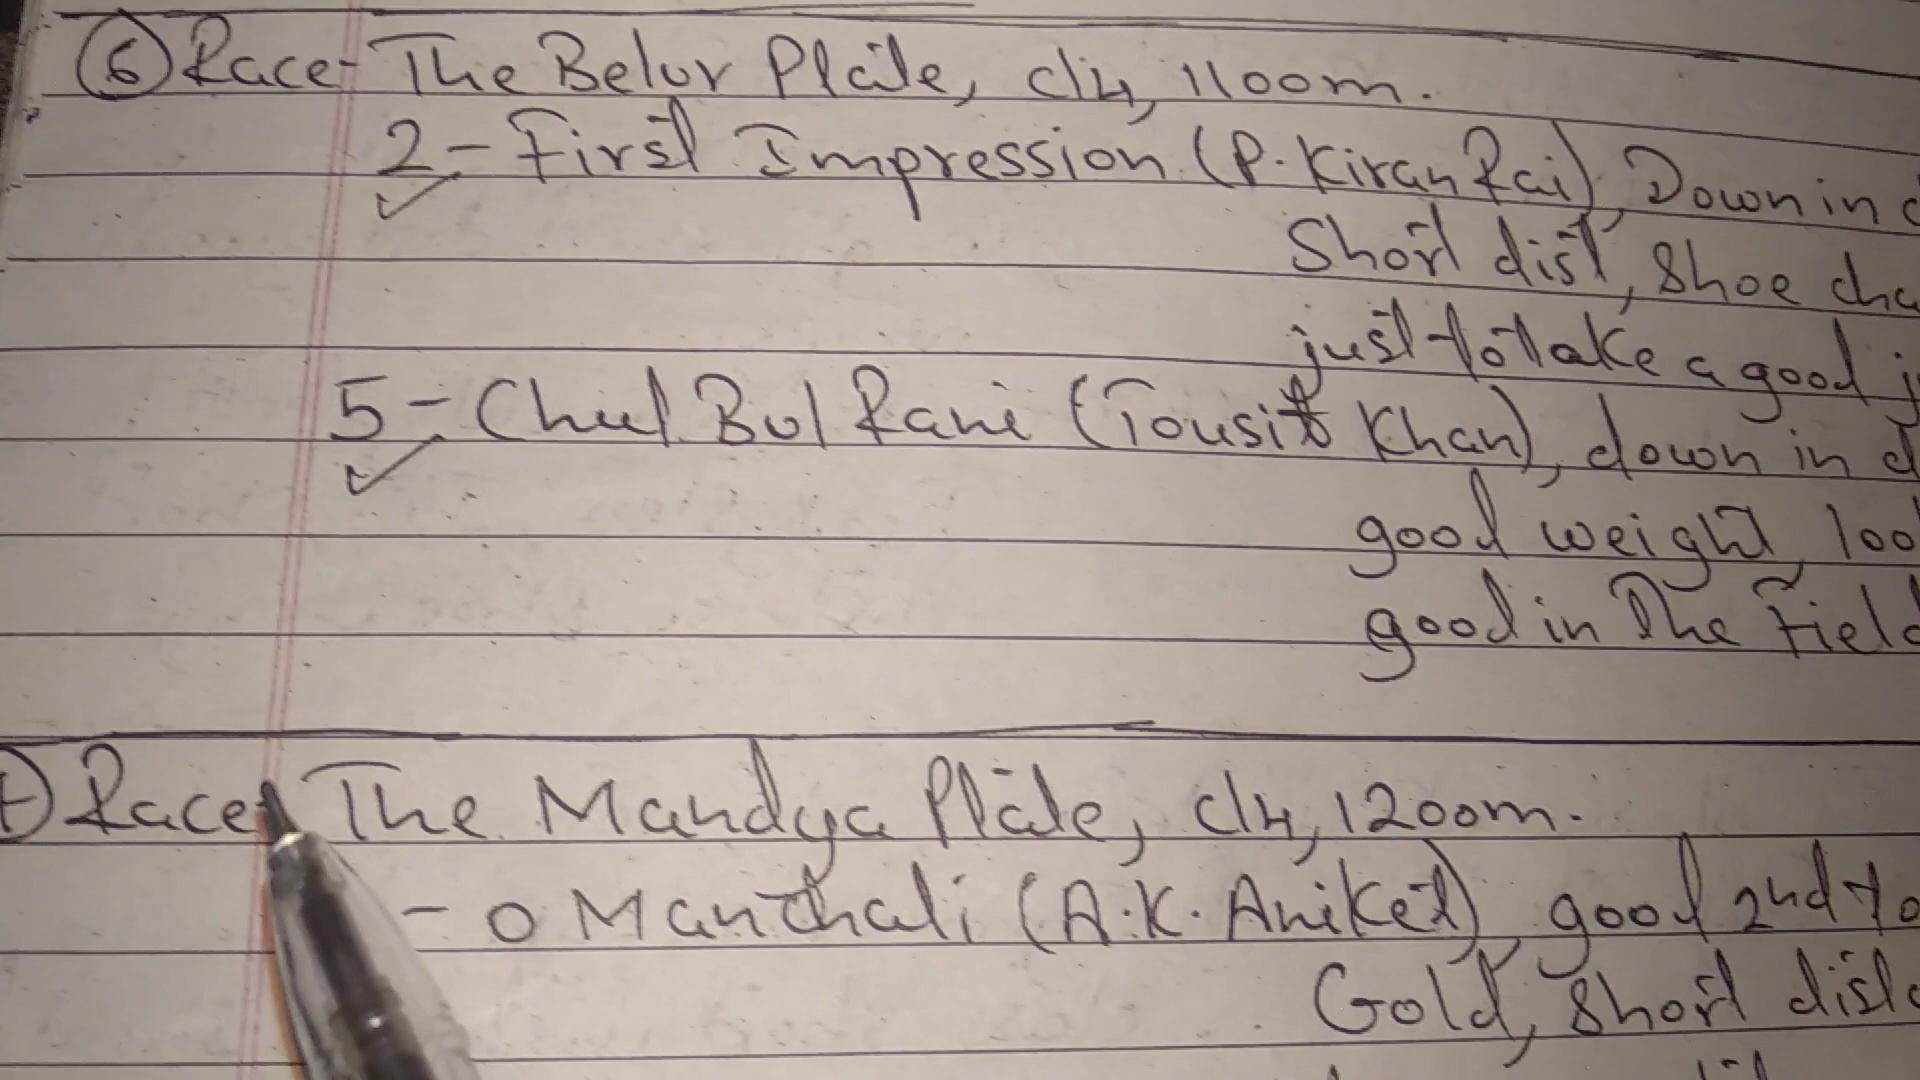 6 Race- The Belur Plate, cl4, 1100m.
2 - First Impression (P. Kiran Rai), Down in
Short dist, Shoe
just to take a good
5 - Chul Bul Rani (Tousif Khan), down in
good weight,
good in The Field
Race- The Mandya Plate, cl4, 1200m.
- O Manchali (A.K. Aniket), good 2nd to
Gold, Short